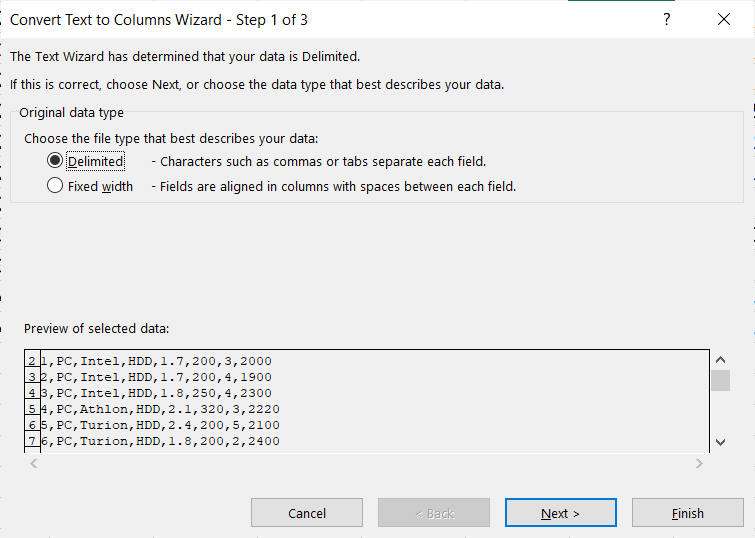 Convert Text to Columns Wizard - Step 1 of 3 ?
The Text Wizard has determined that your data is Delimited.
If this is correct, choose Next, or choose the data type that best describes your data.
Original data type
Choose the file type that best describes your data:
Delimited - Characters such as commas or tabs separate each field.
Fixed width - Fields are aligned in columns with spaces between each field.
Preview of selected data:
2 1,PC,Intel,HDD,1.7,200,3,2000
3 2,PC,Intel,HDD,1.7,200,4,1900
4 3,PC,Intel,HDD,1.8,250,4,2300
5 4,PC,Athlon,HDD,2.1,320,3,2220
6 5,PC,Turion,HDD,2.4,200,5,2100
7 6,PC,Turion,HDD,1.8,200,2,2400
Cancel < Back Next > Finish